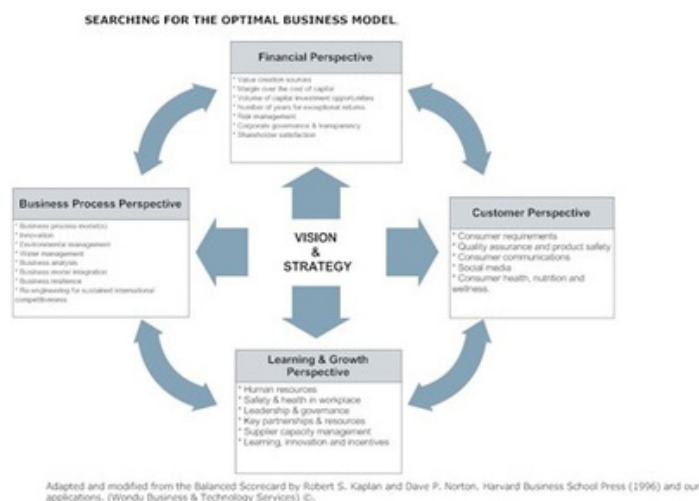 SEARCHING FOR THE OPTIMAL BUSINESS MODEL
Financial Perspective
* Value creation sources
* Margin over the cost of capital
* Volume of capital investment opportunities
* Number of years for exceptional returns
* Risk management
* Corporate governance & transparency
* Shareholder satisfaction
Business Process Perspective
* Business process model(s)
* Innovation
* Environmental management
* Water management
* Business analysis
* Business model integration
* Business resilience
* Re-engineering for sustained international
competitiveness
VISION
&
STRATEGY
Customer Perspective
* Consumer requirements
* Quality assurance and product safety
* Consumer communications
* Social media
* Consumer health, nutrition and
wellness.
Learning & Growth
Perspective
* Human resources
* Safety & health in workplace
* Leadership & governance
* Key partnerships & resources
* Supplier capacity management
* Learning, innovation and incentives
Adapted and modified from the Balanced Scorecard by Robert S. Kaplan and Dave P. Norton. Harvard Business School Press (1996) and our
applications. (Wondu Business & Technology Services) ©.